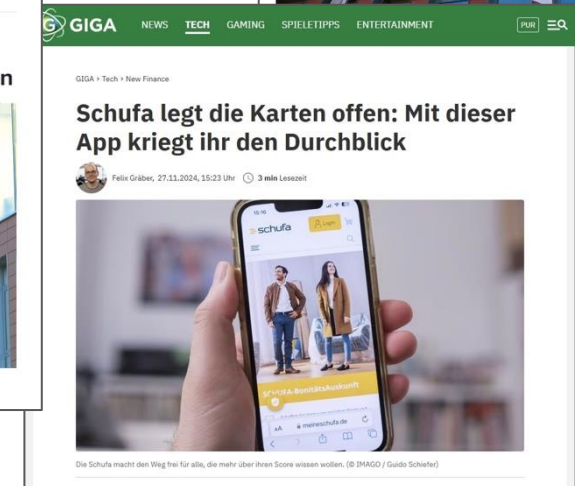 n
GIGA NEWS TECH GAMING SPIELETIPPS ENTERTAINMENT PUR
GIGA > Tech > New Finance
Schufa legt die Karten offen: Mit dieser
App kriegt ihr den Durchblick
Felix Gräber, 27.11.2024, 15:23 Uhr 3 min Lesezeit
15:16
schufa Login
SCHUFA-BonitätsAuskunft
AA meineschufa.de
Die Schufa macht den Weg frei für alle, die mehr über ihren Score wissen wollen. (© IMAGO / Guido Schiefer)